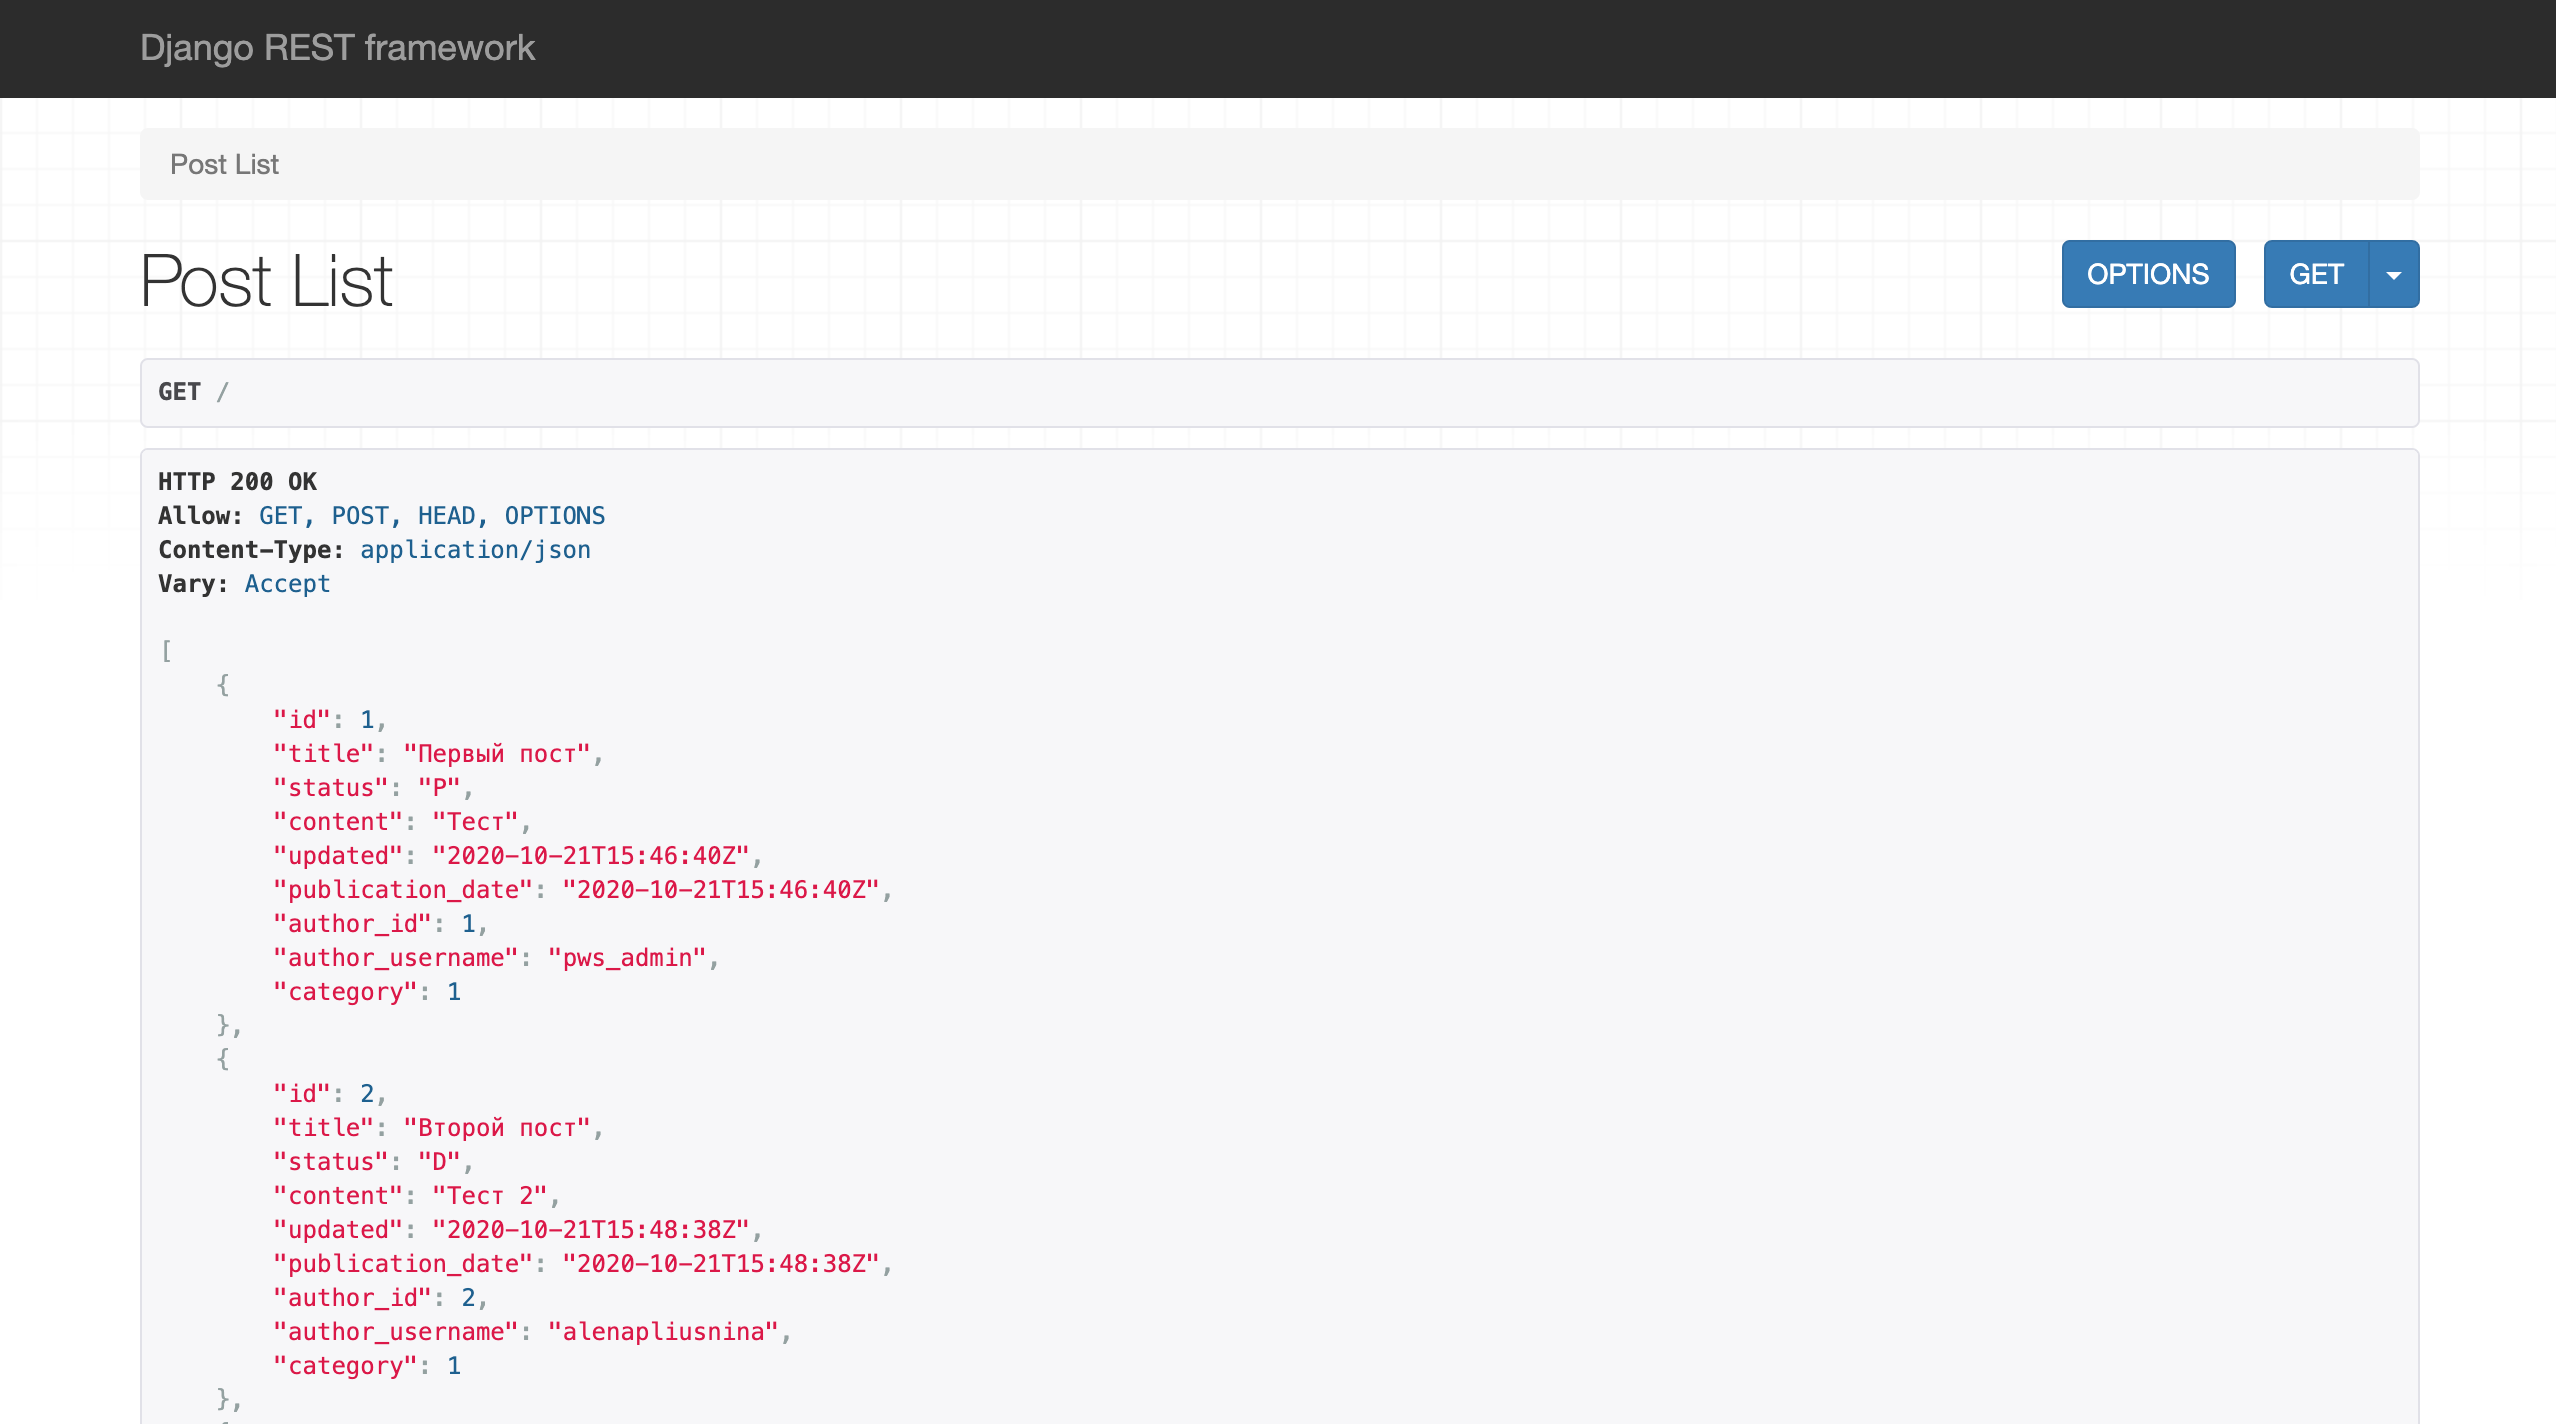 Django REST framework
Post List
Post List
OPTIONS
GET
GET /
HTTP 200 OK
Allow: GET, POST, HEAD, OPTIONS
Content-Type: application/json
Vary: Accept
[
    {
        "id": 1,
        "title": "Первый пост",
        "status": "P",
        "content": "Тест",
        "updated": "2020-10-21T15:46:40Z",
        "publication_date": "2020-10-21T15:46:40Z",
        "author_id": 1,
        "author_username": "pws_admin",
        "category": 1
    },
    {
        "id": 2,
        "title": "Второй пост",
        "status": "D",
        "content": "Тест 2",
        "updated": "2020-10-21T15:48:38Z",
        "publication_date": "2020-10-21T15:48:38Z",
        "author_id": 2,
        "author_username": "alenapliusnina",
        "category": 1
    },